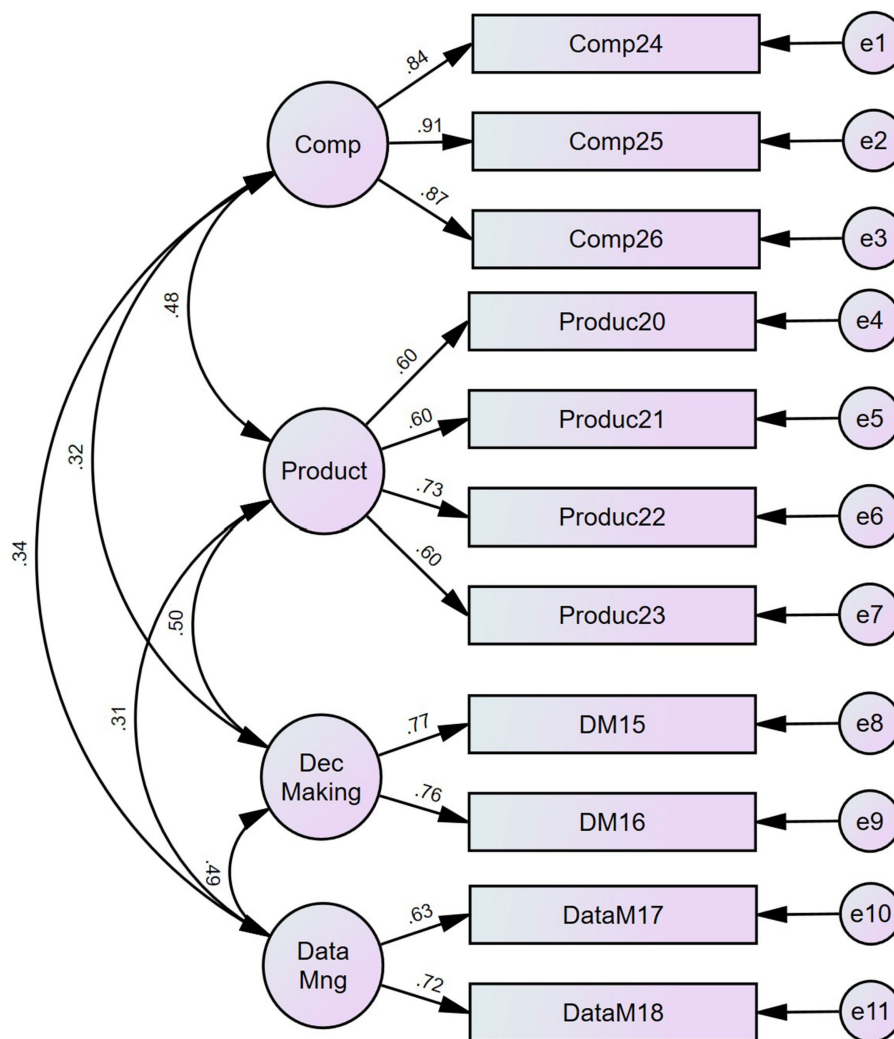 Comp24
e1
.84
Comp
.91
Comp25
e2
.87
Comp26
e3
.48
.60
Produc20
e4
.60
Produc21
e5
.32
Product
.73
Produc22
e6
.34
.60
Produc23
e7
.50
.31
.77
DM15
e8
Dec
Making
.76
DM16
e9
.49
.63
DataM17
e10
Data
Mng
.72
DataM18
e11